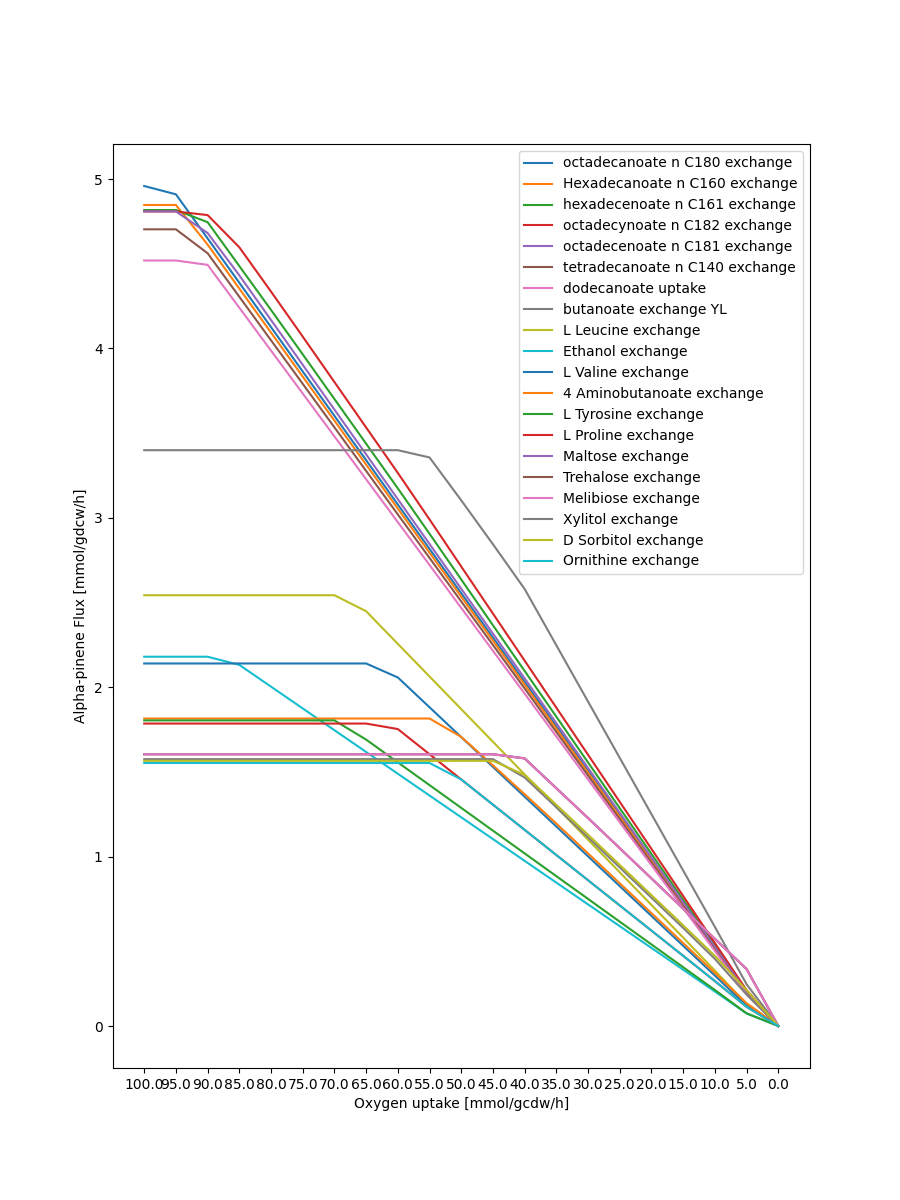 octadecanoate n C180 exchange
Hexadecanoate n C160 exchange
hexadecenoate n C161 exchange
octadecynoate n C182 exchange
octadecenoate n C181 exchange
tetradecanoate n C140 exchange
dodecanoate uptake
butanoate exchange YL
L Leucine exchange
Ethanol exchange
L Valine exchange
4 Aminobutanoate exchange
L Tyrosine exchange
L Proline exchange
Maltose exchange
Trehalose exchange
Melibiose exchange
Xylitol exchange
D Sorbitol exchange
Ornithine exchange
5
4
3
2
1
0
Alpha-pinene Flux [mmol/gdcw/h]
100.0 95.0 90.0 85.0 80.0 75.0 70.0 65.0 60.0 55.0 50.0 45.0 40.0 35.0 30.0 25.0 20.0 15.0 10.0 5.0 0.0
Oxygen uptake [mmol/gcdw/h]